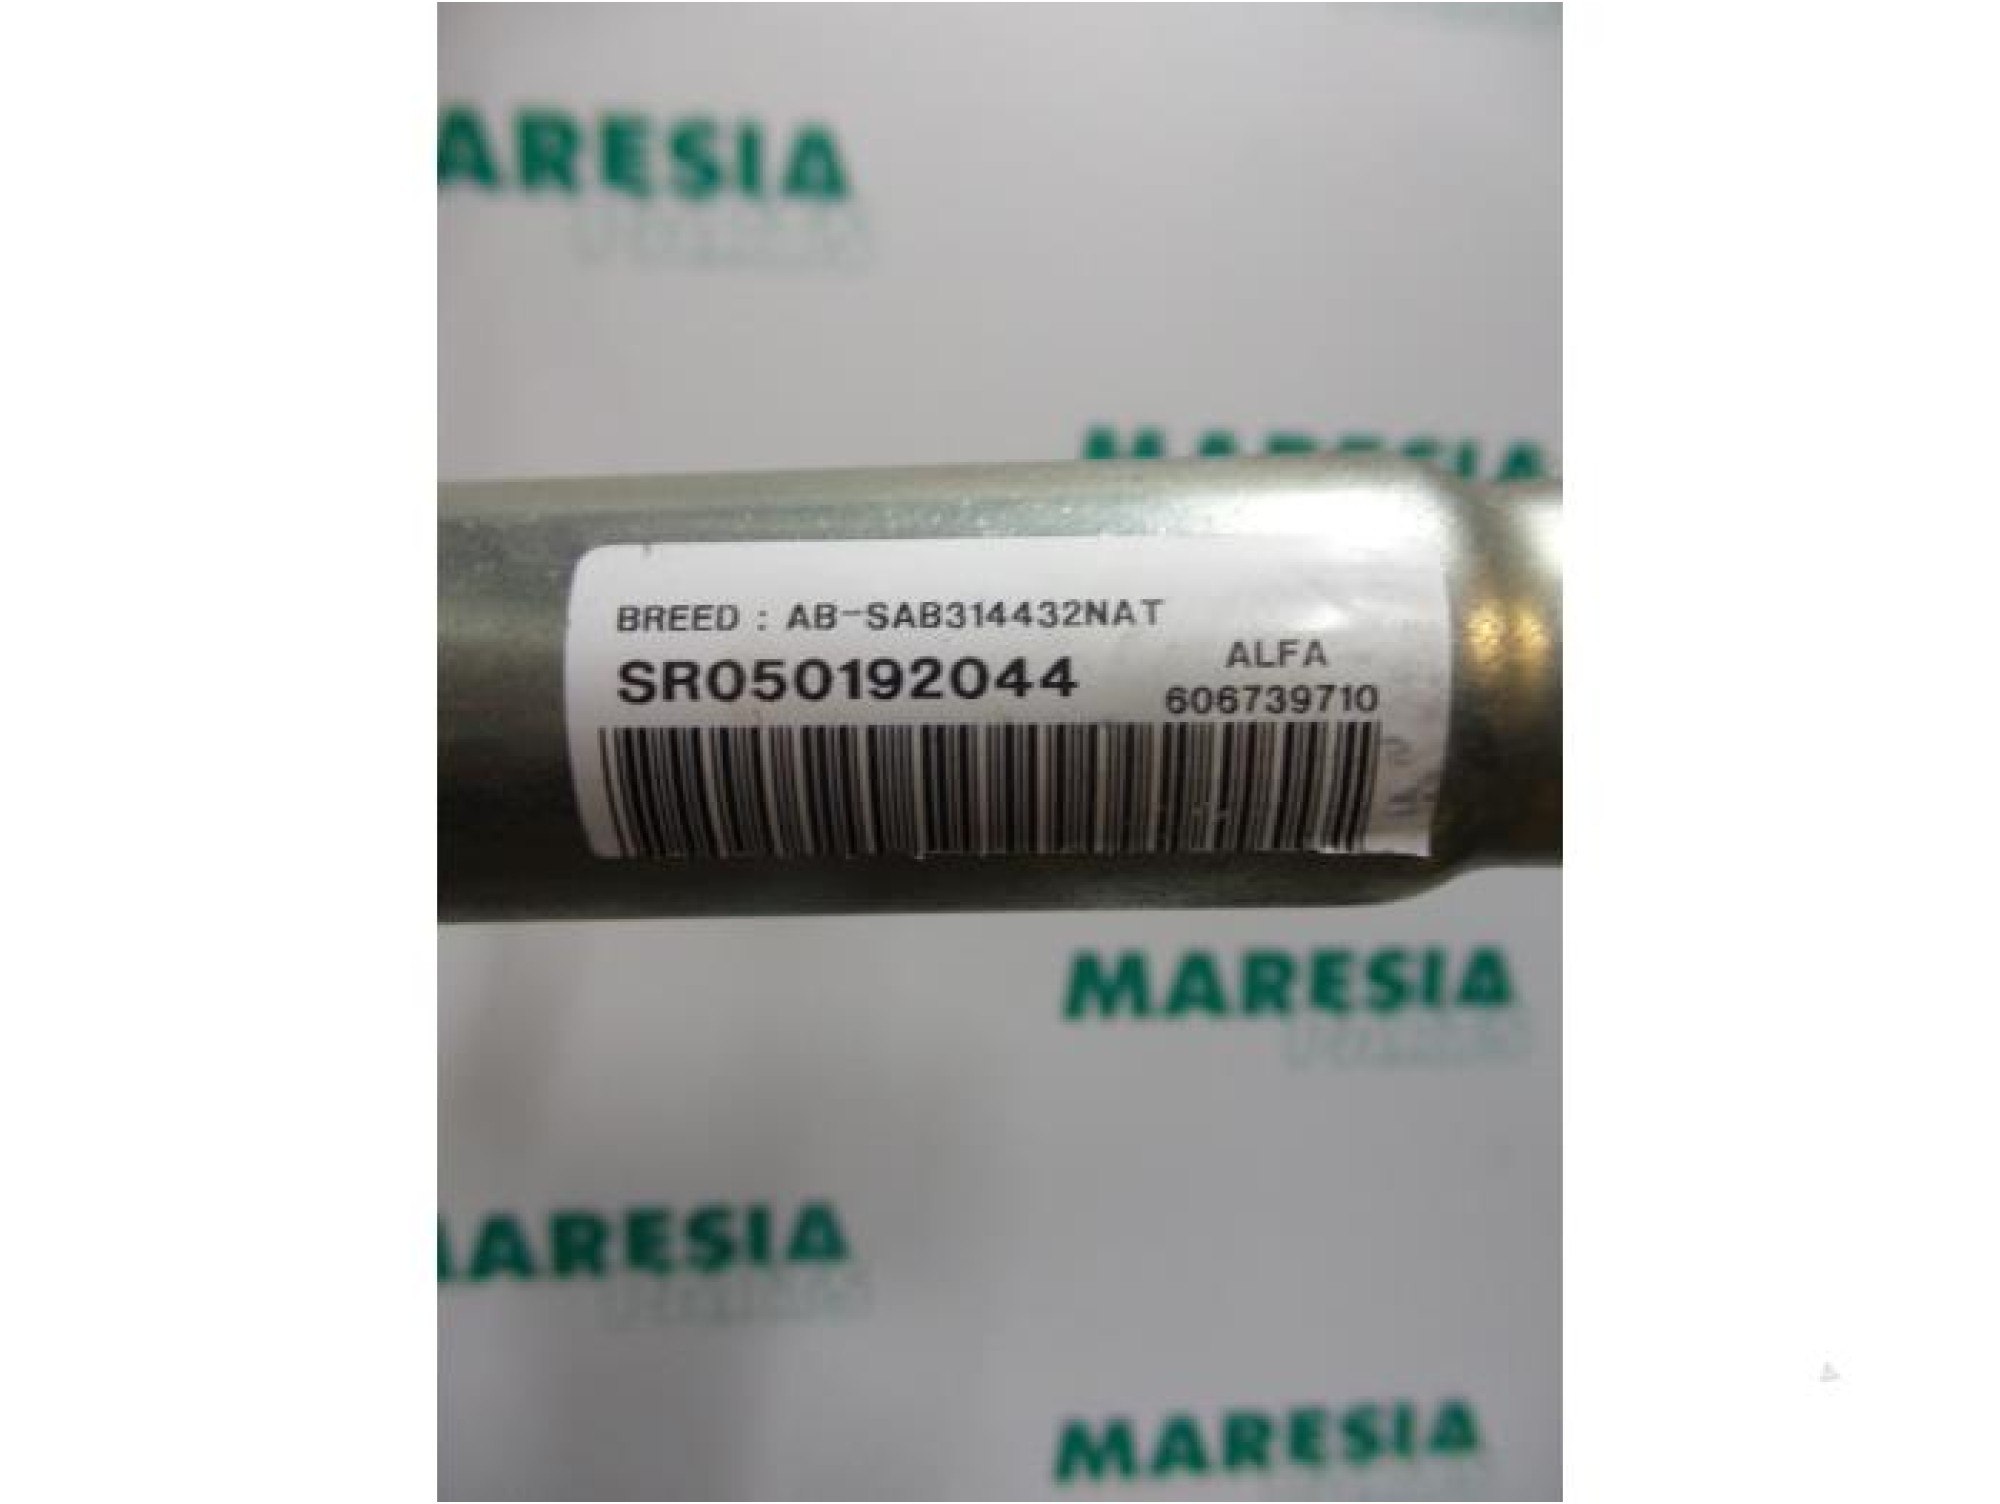 MARESIA
MARESIA
BREED : AB-SAB314432NAT
ALFA
SR050192044
606739710
MARESIA
MARESIA
MARESIA